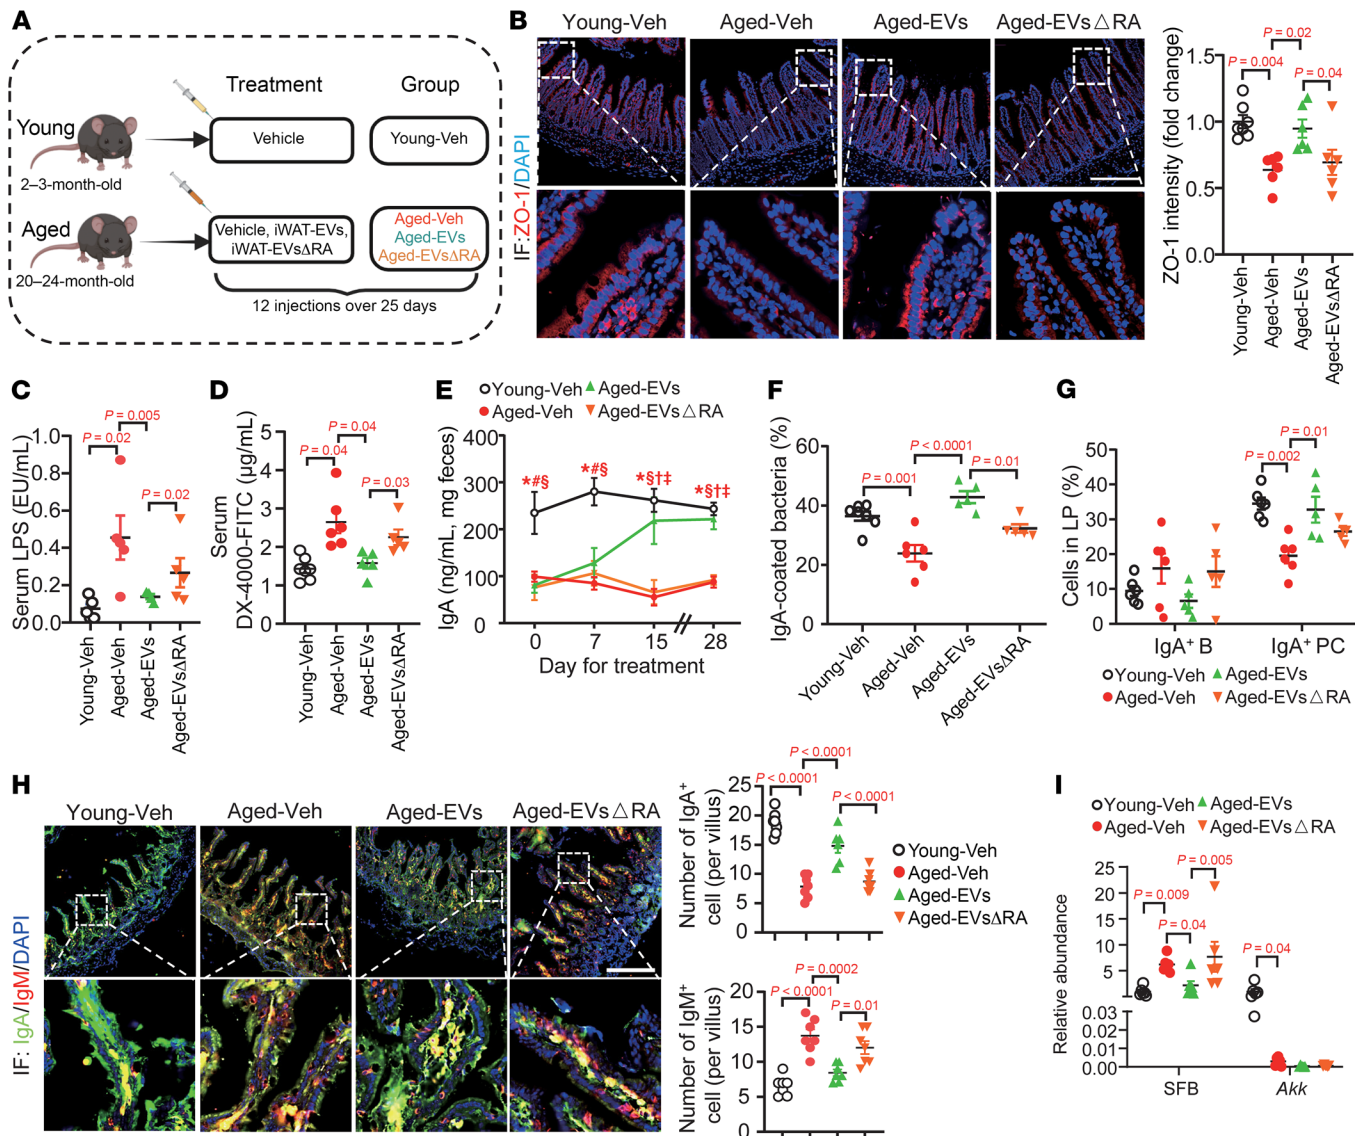 A
Treatment
Group
Young
2–3-month-old
Vehicle
Young-Veh
Aged
20–24-month-old
Vehicle, iWAT-EVs,
iWAT-EVsΔRA
Aged-Veh
Aged-EVs
Aged-EVsΔRA
12 injections over 25 days
B
Young-Veh
Aged-Veh
Aged-EVs
Aged-EVs△RA
IF:ZO-1/DAPI
ZO-1 intensity (fold change)
1.5
1.0
0.5
0.0
P = 0.02
P = 0.004
P = 0.04
Young-Veh
Aged-Veh
Aged-EVs
Aged-EVsΔRA
C
Serum LPS (EU/mL)
1.0
0.8
0.6
0.4
0.2
0.0
P = 0.005
P = 0.02
P = 0.02
Young-Veh
Aged-Veh
Aged-EVs
Aged-EVsΔRA
D
Serum
DX-4000-FITC (µg/mL)
5
4
3
2
1
0
P = 0.04
P = 0.04
P = 0.03
Young-Veh
Aged-Veh
Aged-EVs
Aged-EVsΔRA
E
Young-Veh
Aged-EVs
Aged-Veh
Aged-EVs△RA
IgA (ng/mL, mg feces)
400
300
200
100
0
*#§
*#§
*§†‡
*§†‡
0
7
15
28
Day for treatment
F
IgA-coated bacteria (%)
60
40
20
0
P < 0.0001
P = 0.001
P = 0.01
Young-Veh
Aged-Veh
Aged-EVs
Aged-EVsΔRA
G
Cells in LP (%)
50
40
30
20
10
0
P = 0.01
P = 0.002
IgA⁺ B
IgA⁺ PC
Young-Veh
Aged-EVs
Aged-Veh
Aged-EVs△RA
H
Young-Veh
Aged-Veh
Aged-EVs
Aged-EVs△RA
IF: IgA/IgM/DAPI
Number of IgA⁺
cell (per villus)
25
20
15
10
5
0
P < 0.0001
P < 0.0001
P < 0.0001
Young-Veh
Aged-Veh
Aged-EVs
Aged-EVsΔRA
Number of IgM⁺
cell (per villus)
20
15
10
5
0
P = 0.0002
P < 0.0001
P = 0.01
I
Young-Veh
Aged-EVs
Aged-Veh
Aged-EVs△RA
Relative abundance
25
20
15
10
5
0.03
0.02
0.01
0.00
P = 0.005
P = 0.009
P = 0.04
P = 0.04
SFB
Akk